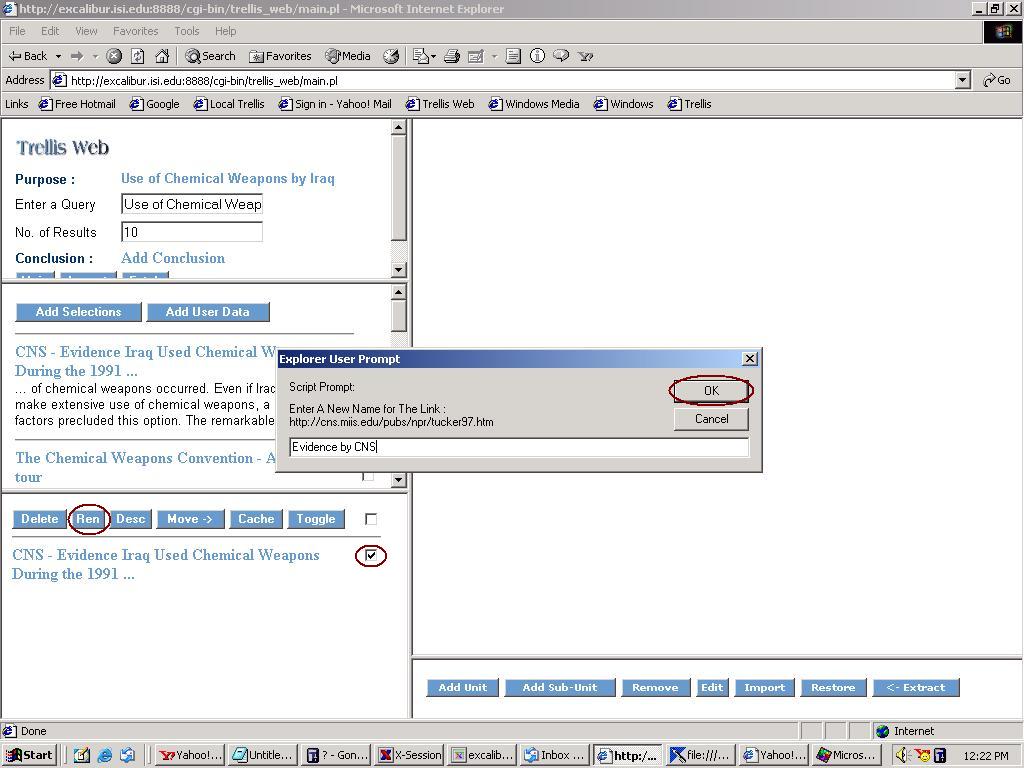 http://excalibur.isi.edu:8888/cgi-bin/trellis_web/main.pl - Microsoft Internet Explorer
File Edit View Favorites Tools Help
Back Search Favorites Media
Address http://excalibur.isi.edu:8888/cgi-bin/trellis_web/main.pl Go
Links Free Hotmail Google Local Trellis Sign in - Yahoo! Mail Trellis Web Windows Media Windows Trellis
Trellis Web
Purpose : Use of Chemical Weapons by Iraq
Enter a Query Use of Chemical Weap
No. of Results 10
Conclusion : Add Conclusion
Add Selections Add User Data
CNS - Evidence Iraq Used Chemical W
During the 1991 ...
... of chemical weapons occurred. Even if Irac
make extensive use of chemical weapons, a
factors precluded this option. The remarkable
The Chemical Weapons Convention - A
tour
Explorer User Prompt
Script Prompt:
OK
Enter A New Name for The Link :
http://cns.miis.edu/pubs/npr/tucker97.htm
Cancel
Evidence by CNS
Delete Ren Desc Move -> Cache Toggle
CNS - Evidence Iraq Used Chemical Weapons
During the 1991 ...
Add Unit Add Sub-Unit Remove Edit Import Restore <- Extract
Done Internet
Start Yahoo!... Untitle... ? - Gon... X-Session excalib... Inbox ... http:/... file:///... Yahoo!... Micros... 12:22 PM